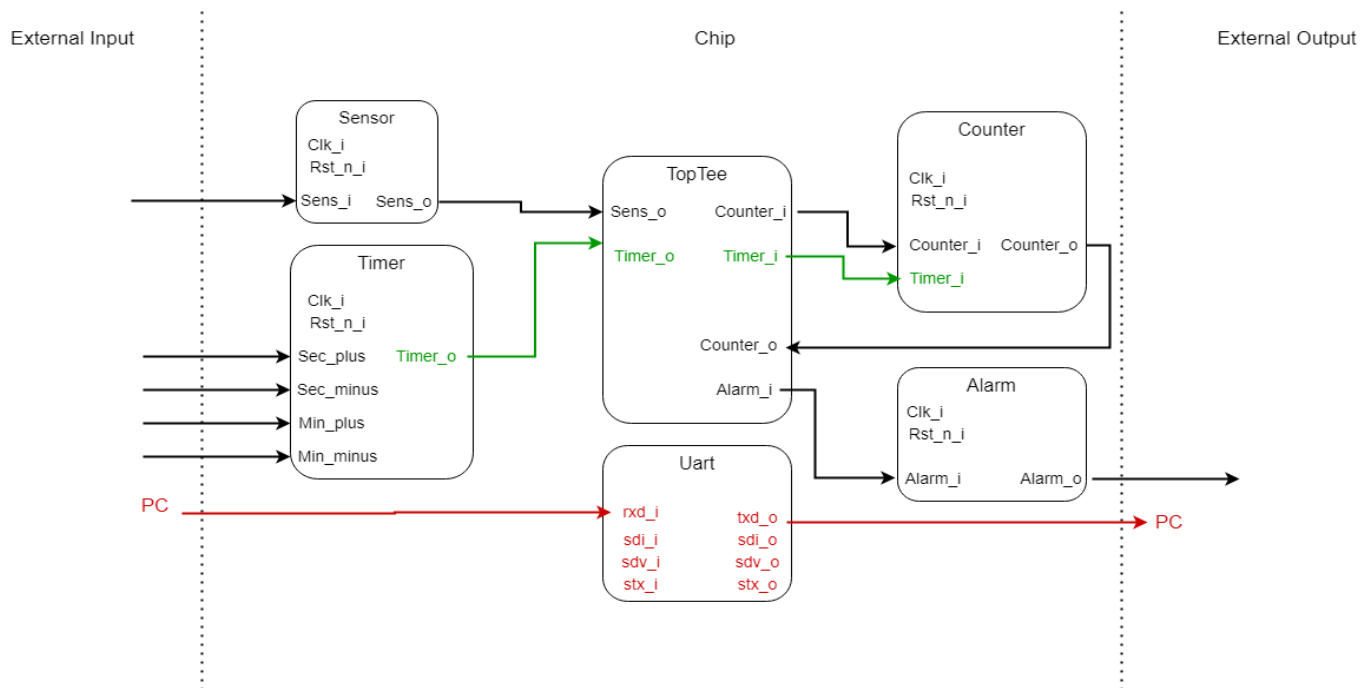 External Input
Chip
External Output
Sensor
Clk_i
Rst_n_i
Sens_i
Sens_o
Timer
Clk_i
Rst_n_i
Sec_plus
Timer_o
Sec_minus
Min_plus
Min_minus
TopTee
Sens_o
Counter_i
Timer_o
Timer_i
Counter_o
Alarm_i
Counter
Clk_i
Rst_n_i
Counter_i
Counter_o
Timer_i
Alarm
Clk_i
Rst_n_i
Alarm_i
Alarm_o
PC
Uart
rxd_i
txd_o
sdi_i
sdi_o
sdv_i
sdv_o
stx_i
stx_o
PC